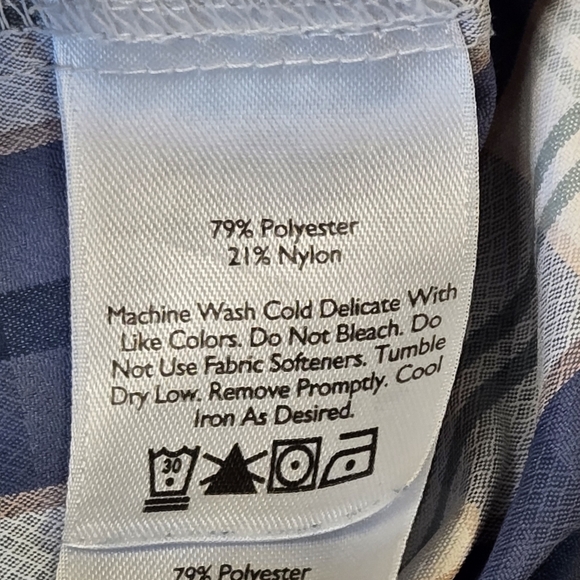 79% Polyester
21% Nylon
Machine Wash Cold Delicate With
Like Colors. Do Not Bleach. Do
Not Use Fabric Softeners. Tumble
Dry Low. Remove Promptly. Cool
Iron As Desired.
30
79% Polyester